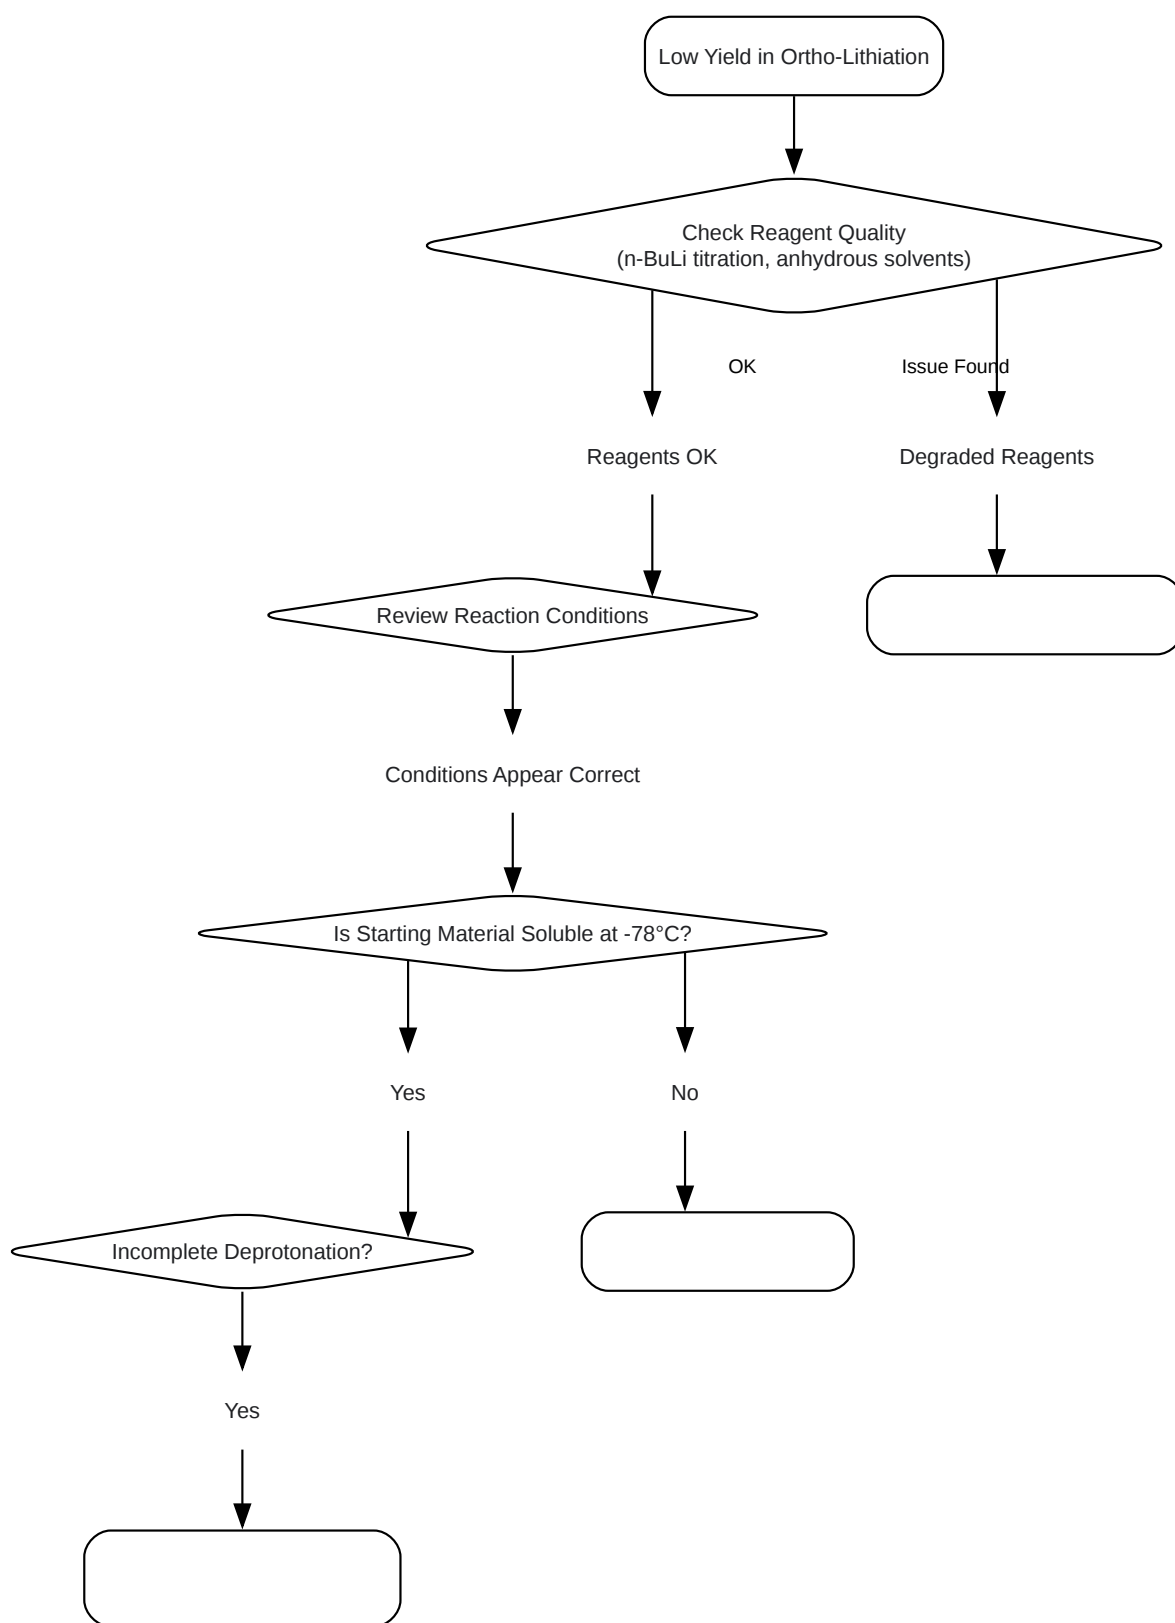 Low Yield in Ortho-Lithiation
Check Reagent Quality
(n-BuLi titration, anhydrous solvents)
OK
Issue Found
Reagents OK
Degraded Reagents
Review Reaction Conditions
Conditions Appear Correct
Is Starting Material Soluble at -78°C?
Yes
No
Incomplete Deprotonation?
Yes